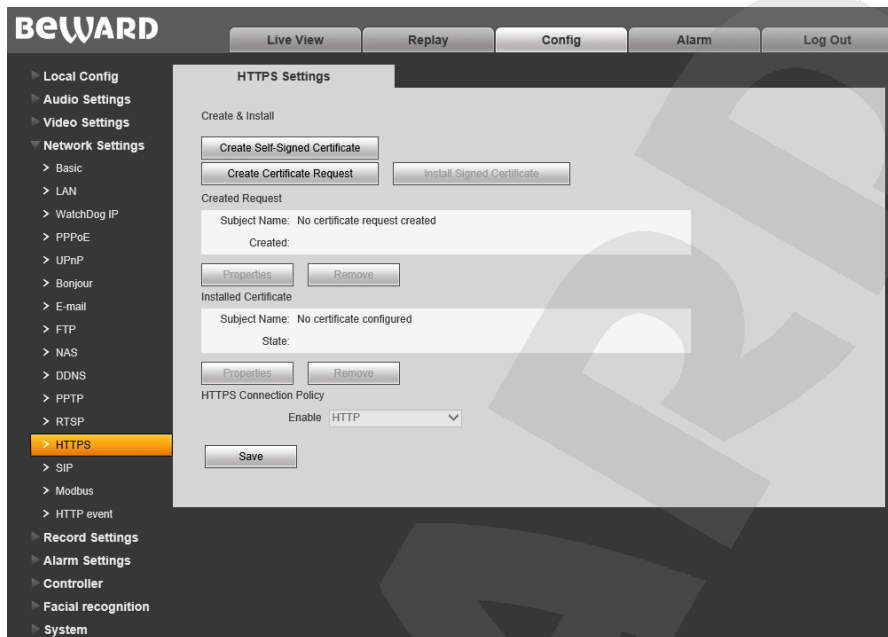 BEWARD
Live View
Replay
Config
Alarm
Log Out
Local Config
Audio Settings
Video Settings
Network Settings
Basic
LAN
WatchDog IP
PPPoE
UPnP
Bonjour
E-mail
FTP
NAS
DDNS
PPTP
RTSP
HTTPS
SIP
Modbus
HTTP event
Record Settings
Alarm Settings
Controller
Facial recognition
System
HTTPS Settings
Create & Install
Create Self-Signed Certificate
Create Certificate Request
Install Signed Certificate
Created Request
Subject Name: No certificate request created
Created:
Properties
Remove
Installed Certificate
Subject Name: No certificate configured
State:
Properties
Remove
HTTPS Connection Policy
Enable HTTP
Save